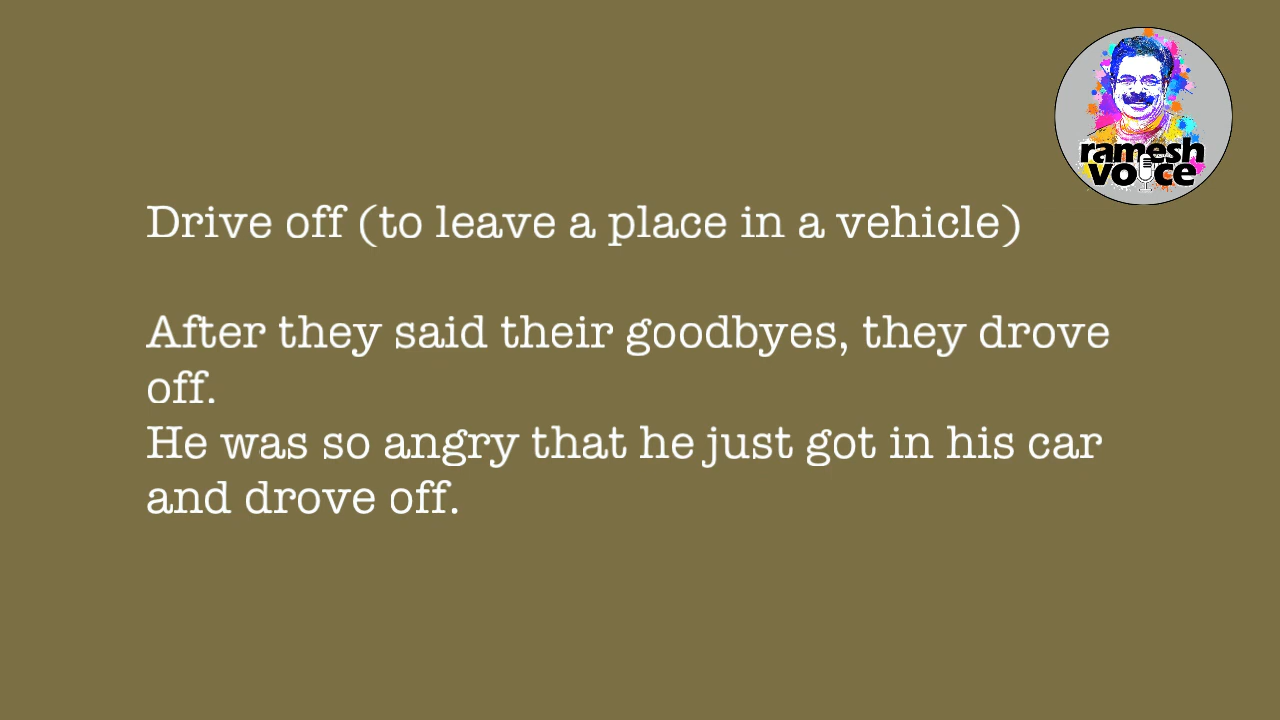 ramesh
voice
Drive off (to leave a place in a vehicle)
After they said their goodbyes, they drove
off.
He was so angry that he just got in his car
and drove off.